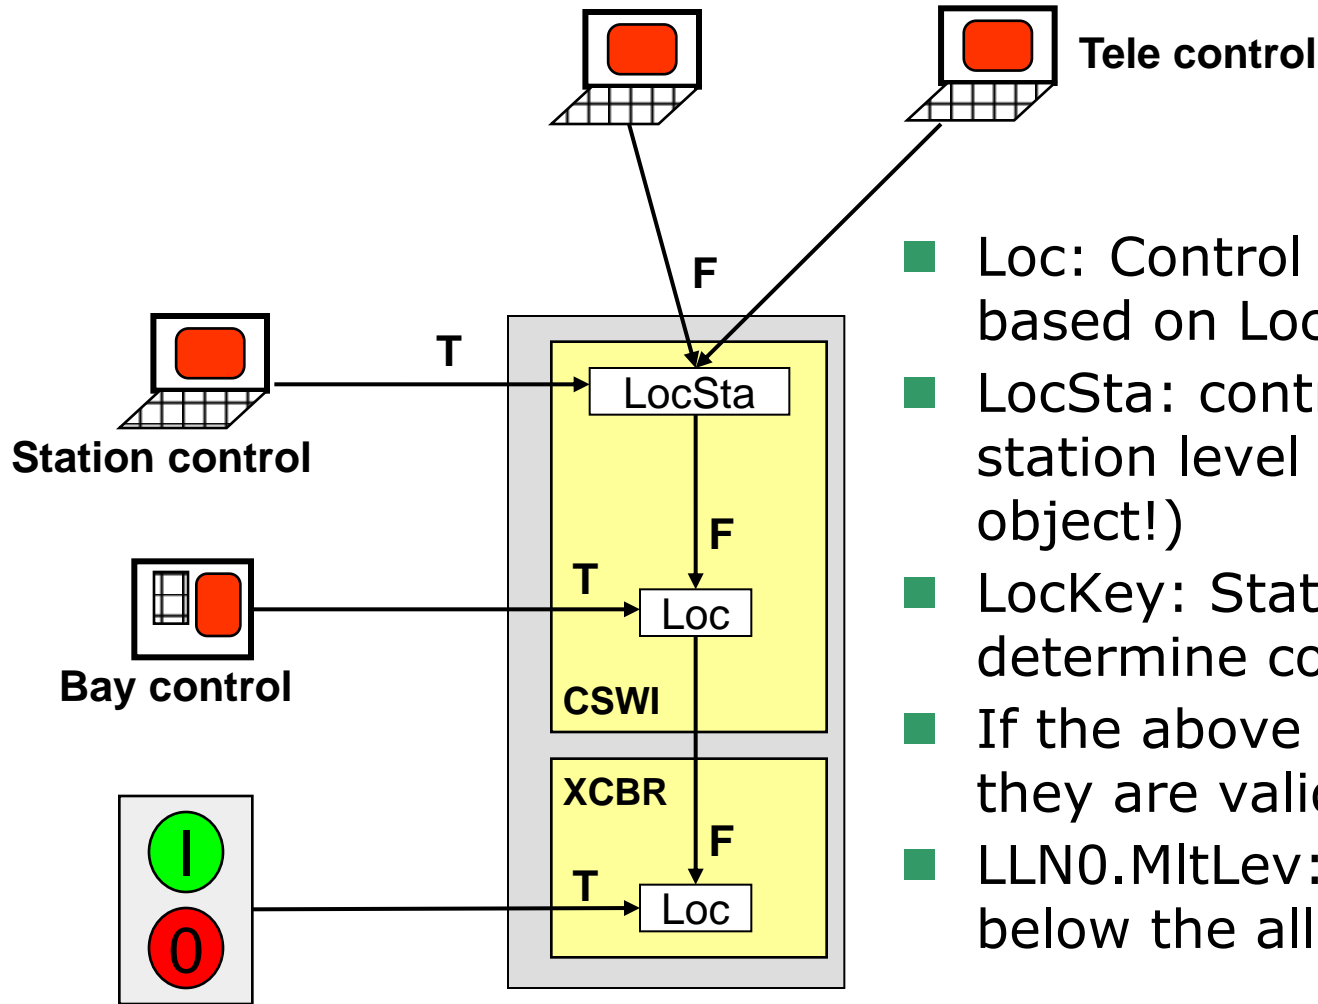 Tele control
F
T
LocSta
Station control
F
T
Loc
Bay control
CSWI
XCBR
F
T
Loc
I
0
Loc: Control
based on Loc
LocSta: contr
station level
object!)
LocKey: Stat
determine co
If the above
they are valid
LLN0.MltLev:
below the all